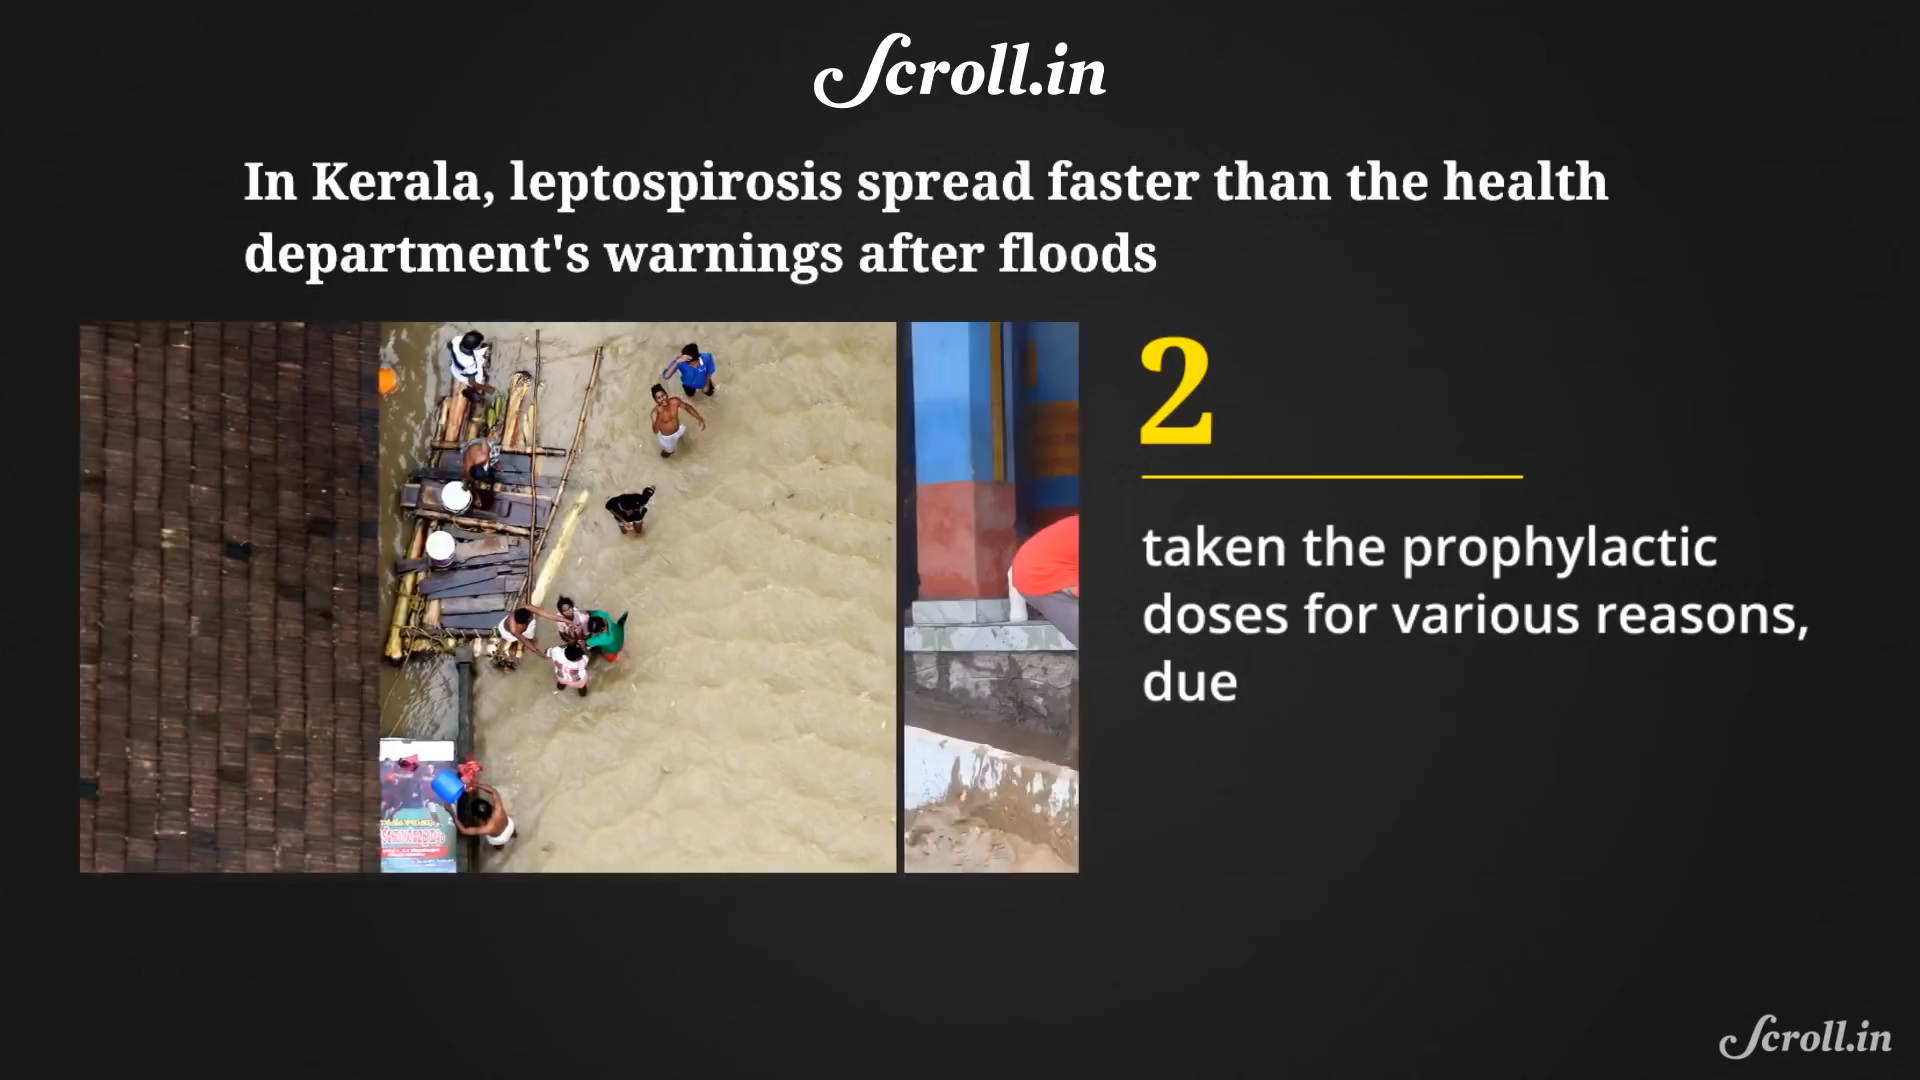 Scroll.in
In Kerala, leptospirosis spread faster than the health
department's warnings after floods
2
taken the prophylactic
doses for various reasons,
due
Scroll.in